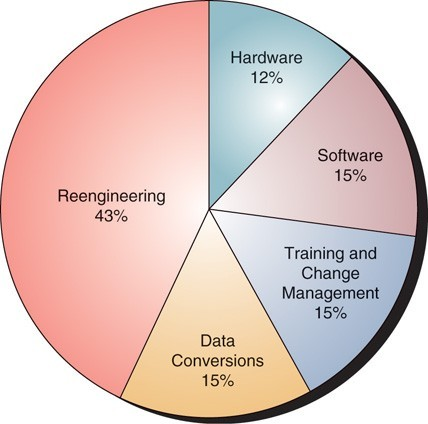 Hardware
12%
Software
15%
Training and
Change
Management
15%
Data
Conversions
15%
Reengineering
43%